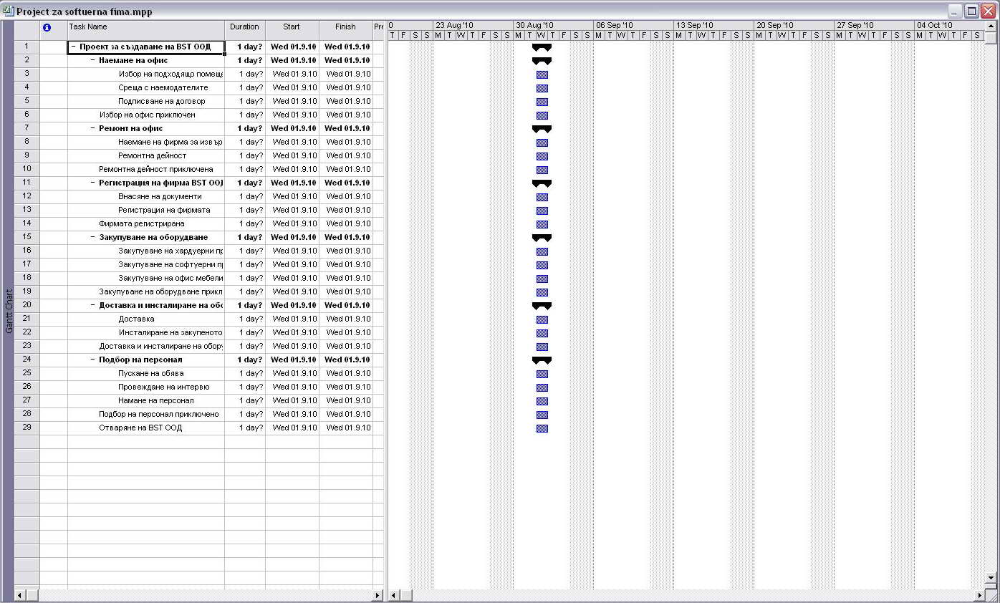 Project za softuerna fima.mpp
Task Name Duration Start Finish Pre
0 23 Aug '10 30 Aug '10 06 Sep '10 13 Sep '10 20 Sep '10 27 Sep '10 04 Oct '10
T F S S M T W T F S S M T W T F S S M T W T F S S M T W T F S S M T W T F S S M T W T F S S M T W T F S
1 Проект за създаване на BST ООД 1 day? Wed 01.9.10 Wed 01.9.10
2 Наемане на офис 1 day? Wed 01.9.10 Wed 01.9.10
3 Избор на подходящо помеще 1 day? Wed 01.9.10 Wed 01.9.10
4 Среща с наемодателите 1 day? Wed 01.9.10 Wed 01.9.10
5 Подписване на договор 1 day? Wed 01.9.10 Wed 01.9.10
6 Избор на офис приключен 1 day? Wed 01.9.10 Wed 01.9.10
7 Ремонт на офис 1 day? Wed 01.9.10 Wed 01.9.10
8 Наемане на фирма за извър 1 day? Wed 01.9.10 Wed 01.9.10
9 Ремонтна дейност 1 day? Wed 01.9.10 Wed 01.9.10
10 Ремонтна дейност приключена 1 day? Wed 01.9.10 Wed 01.9.10
11 Регистрация на фирма BST ООД 1 day? Wed 01.9.10 Wed 01.9.10
12 Внасяне на документи 1 day? Wed 01.9.10 Wed 01.9.10
13 Регистрация на фирмата 1 day? Wed 01.9.10 Wed 01.9.10
14 Фирмата регистрирана 1 day? Wed 01.9.10 Wed 01.9.10
15 Закупуване на оборудване 1 day? Wed 01.9.10 Wed 01.9.10
16 Закупуване на хардуерни пр 1 day? Wed 01.9.10 Wed 01.9.10
17 Закупуване на софтуерни п 1 day? Wed 01.9.10 Wed 01.9.10
18 Закупуване на офис мебели 1 day? Wed 01.9.10 Wed 01.9.10
19 Закупуване на оборудване прикл 1 day? Wed 01.9.10 Wed 01.9.10
20 Доставка и инсталиране на обо 1 day? Wed 01.9.10 Wed 01.9.10
21 Доставка 1 day? Wed 01.9.10 Wed 01.9.10
22 Инсталиране на закупеното 1 day? Wed 01.9.10 Wed 01.9.10
23 Доставка и инсталиране на обору 1 day? Wed 01.9.10 Wed 01.9.10
24 Подбор на персонал 1 day? Wed 01.9.10 Wed 01.9.10
25 Пускане на обява 1 day? Wed 01.9.10 Wed 01.9.10
26 Провеждане на интервю 1 day? Wed 01.9.10 Wed 01.9.10
27 Намане на персонал 1 day? Wed 01.9.10 Wed 01.9.10
28 Подбор на персонал приключено 1 day? Wed 01.9.10 Wed 01.9.10
29 Отваряне на BST ООД 1 day? Wed 01.9.10 Wed 01.9.10
Gantt Chart